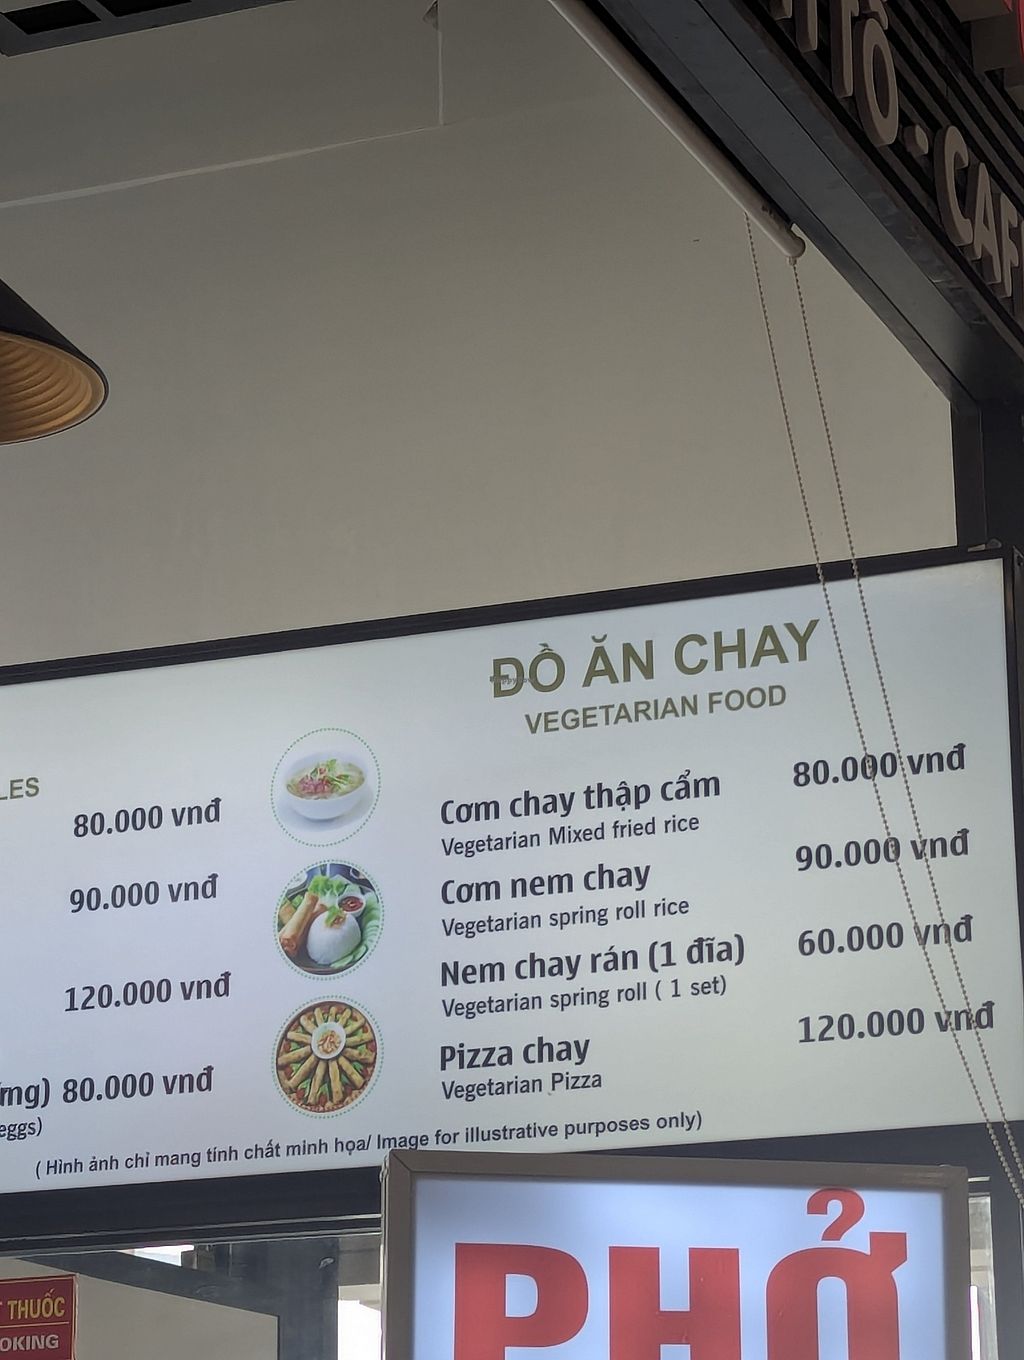 TÔ · CAF
ĐỒ ĂN CHAY
VEGETARIAN FOOD
LES
80.000 vnđ
90.000 vnđ
120.000 vnđ
ứng) 80.000 vnđ
eggs)
Cơm chay thập cẩm 80.000 vnđ
Vegetarian Mixed fried rice
Cơm nem chay 90.000 vnđ
Vegetarian spring roll rice
Nem chay rán (1 đĩa) 60.000 vnđ
Vegetarian spring roll ( 1 set)
Pizza chay 120.000 vnđ
Vegetarian Pizza
( Hình ảnh chỉ mang tính chất minh họa/ Image for illustrative purposes only)
PHỞ
THUỐC
OKING